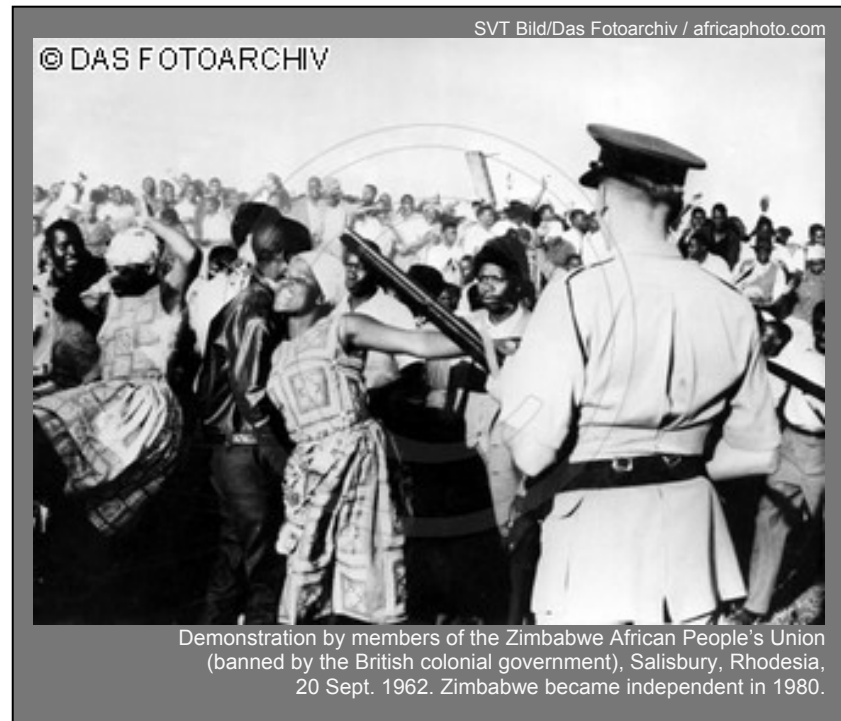 SVT Bild/Das Fotoarchiv / africaphoto.com
© DAS FOTOARCHIV
Demonstration by members of the Zimbabwe African People's Union
(banned by the British colonial government), Salisbury, Rhodesia,
20 Sept. 1962. Zimbabwe became independent in 1980.